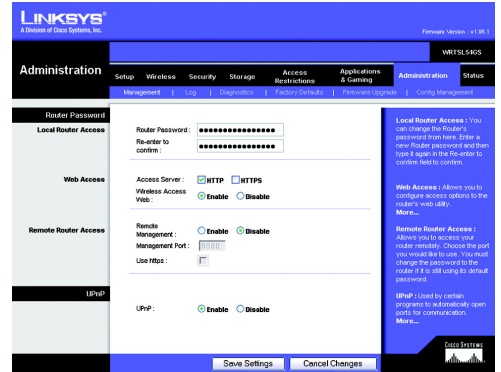 LINKSYS®
A Division of Cisco Systems, Inc.
Firmware Version : v1.95.1
WRTSL54GS
Administration
Setup Wireless Security Storage Access Restrictions Applications & Gaming Administration Status
Management | Log | Diagnostics | Factory Defaults | Firmware Upgrade | Config Management
Router Password
Local Router Access
Router Password :
Re-enter to
confirm :
Web Access
Access Server : HTTP HTTPS
Wireless Access
Web : Enable Disable
Remote Router Access
Remote
Management : Enable Disable
Management Port : 8080
Use https :
UPnP
UPnP : Enable Disable
Local Router Access : You
can change the Router's
password from here. Enter a
new Router password and then
type it again in the Re-enter to
confirm field to confirm.
Web Access : Allows you to
configure access options to the
router's web utility.
More...
Remote Router Access :
Allows you to access your
router remotely. Choose the port
you would like to use. You must
change the password to the
router if it is still using its default
password.
UPnP : Used by certain
programs to automatically open
ports for communication.
More...
Save Settings Cancel Changes
CISCO SYSTEMS